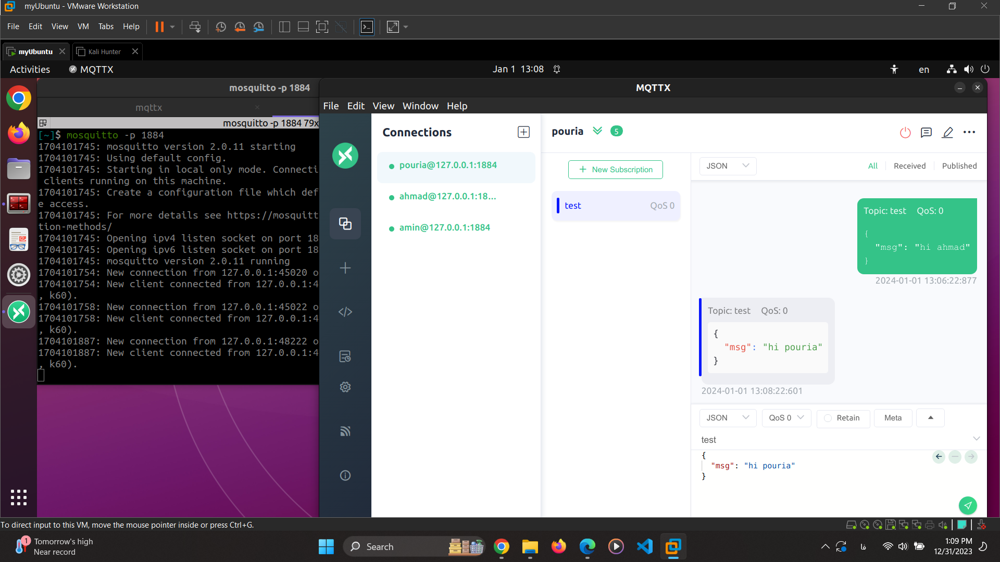 myUbuntu - VMware Workstation
File Edit View VM Tabs Help
myUbuntu
Kali Hunter
Activities MQTTX Jan 1 13:08 en
mosquitto -p 1884
mqttx
mosquitto -p 1884 79x
[~]$ mosquitto -p 1884
1704101745: mosquitto version 2.0.11 starting
1704101745: Using default config.
1704101745: Starting in local only mode. Connecti
clients running on this machine.
1704101745: Create a configuration file which def
e access.
1704101745: For more details see https://mosquitt
tion-methods/
1704101745: Opening ipv4 listen socket on port 18
1704101745: Opening ipv6 listen socket on port 18
1704101745: mosquitto version 2.0.11 running
1704101754: New connection from 127.0.0.1:45020 o
1704101754: New client connected from 127.0.0.1:4
, k60).
1704101758: New connection from 127.0.0.1:45022 o
1704101758: New client connected from 127.0.0.1:4
, k60).
1704101887: New connection from 127.0.0.1:48222 o
1704101887: New client connected from 127.0.0.1:4
, k60).
MQTTX
File Edit View Window Help
Connections
pouria@127.0.0.1:1884
ahmad@127.0.0.1:18...
amin@127.0.0.1:1884
pouria 5
New Subscription
test QoS 0
JSON All Received Published
Topic: test QoS: 0
{
"msg": "hi ahmad"
}
2024-01-01 13:06:22:877
Topic: test QoS: 0
{
"msg": "hi pouria"
}
2024-01-01 13:08:22:601
JSON QoS 0 Retain Meta
test
{
"msg": "hi pouria"
}
To direct input to this VM, move the mouse pointer inside or press Ctrl+G.
1
Tomorrow's high
Near record
Search
فا
1:09 PM
12/31/2023